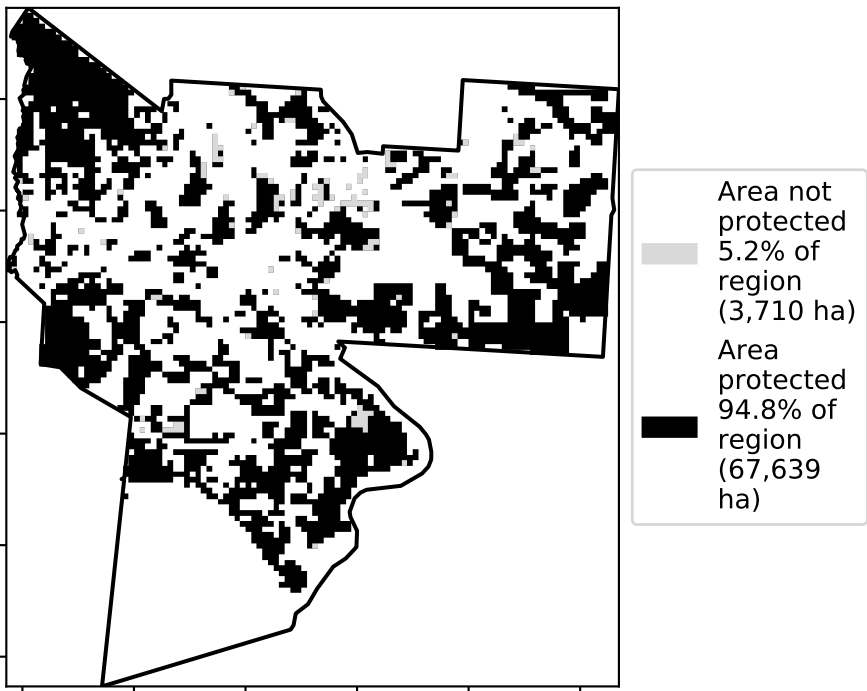 Area not
protected
5.2% of
region
(3,710 ha)
Area
protected
94.8% of
region
(67,639
ha)